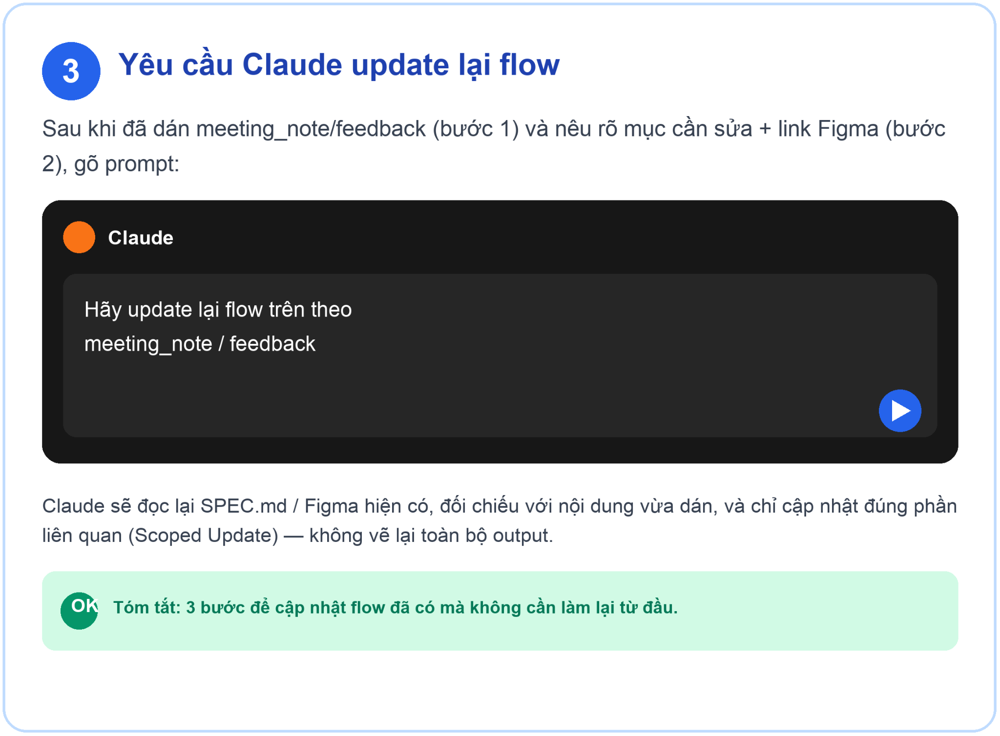 3
Yêu cầu Claude update lại flow
Sau khi đã dán meeting_note/feedback (bước 1) và nêu rõ mục cần sửa + link Figma (bước
2), gõ prompt:
Claude
Hãy update lại flow trên theo
meeting_note / feedback
Claude sẽ đọc lại SPEC.md / Figma hiện có, đối chiếu với nội dung vừa dán, và chỉ cập nhật đúng phần
liên quan (Scoped Update) — không vẽ lại toàn bộ output.
OK
Tóm tắt: 3 bước để cập nhật flow đã có mà không cần làm lại từ đầu.